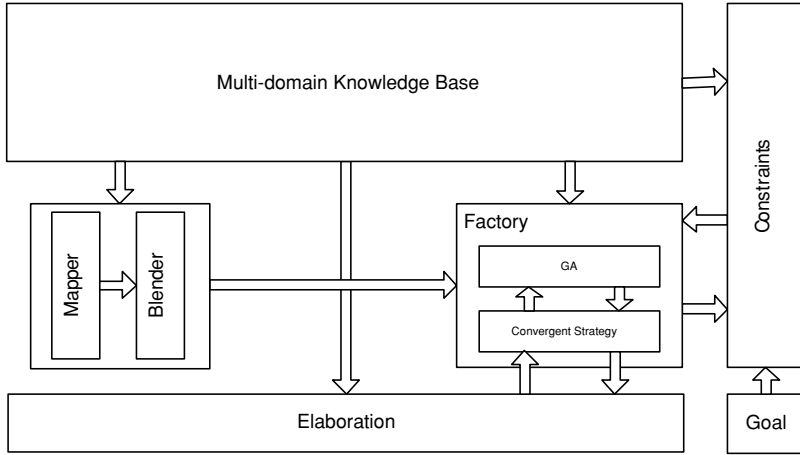 Multi-domain Knowledge Base
Constraints
Factory
Mapper
Blender
GA
Convergent Strategy
Elaboration
Goal